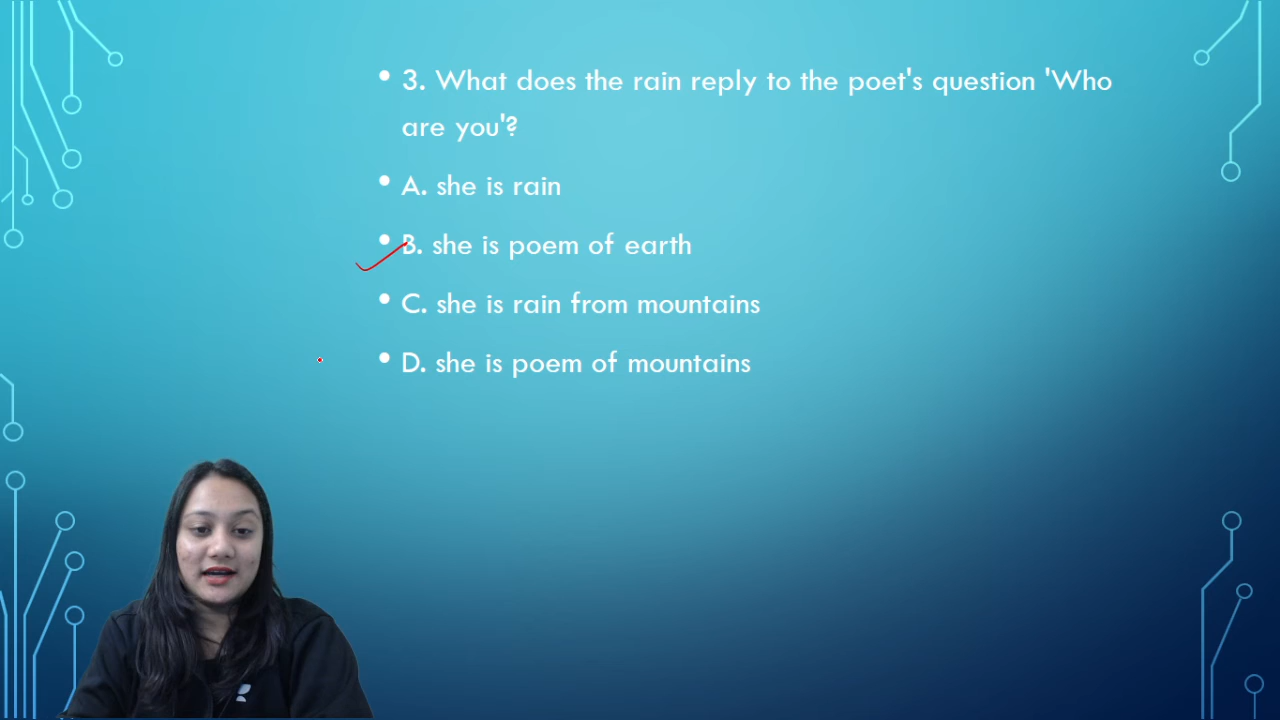 • 3. What does the rain reply to the poet's question 'Who
are you'?
• A. she is rain
• B. she is poem of earth
• C. she is rain from mountains
• D. she is poem of mountains